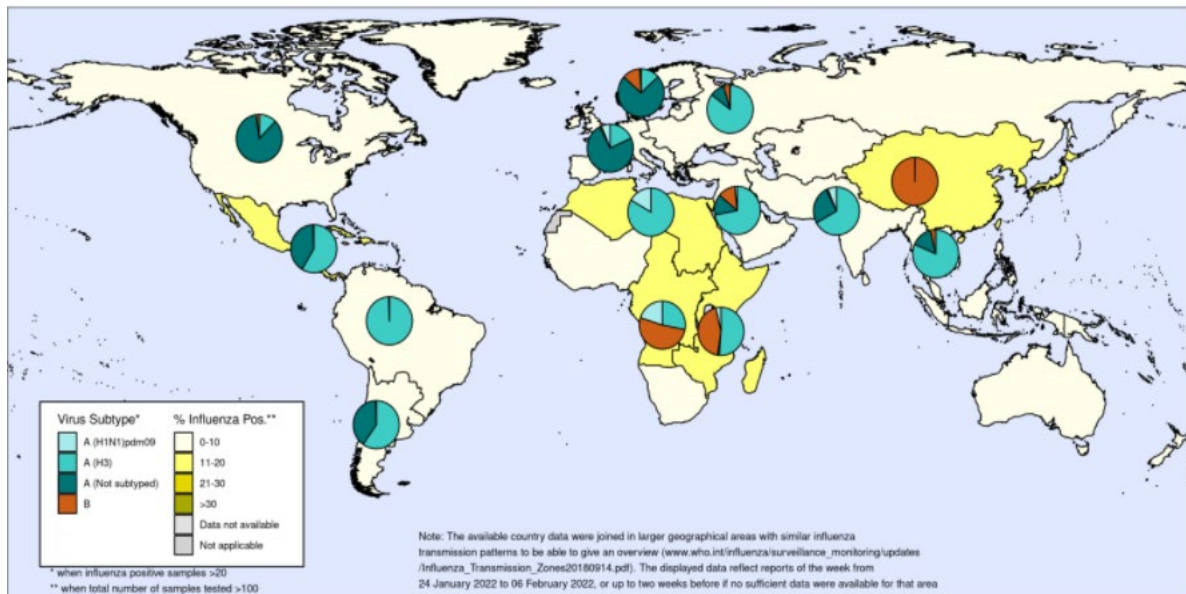 Virus Subtype*
A (H1N1)pdm09
A (H3)
A (Not subtyped)
B
% Influenza Pos.**
0-10
11-20
21-30
>30
Data not available
Not applicable
* when influenza positive samples >20
** when total number of samples tested >100
Note: The available country data were joined in larger geographical areas with similar influenza
transmission patterns to be able to give an overview (www.who.int/influenza/surveillance_monitoring/updates
/Influenza_Transmission_Zones20180914.pdf). The displayed data reflect reports of the week from
24 January 2022 to 06 February 2022, or up to two weeks before if no sufficient data were available for that area